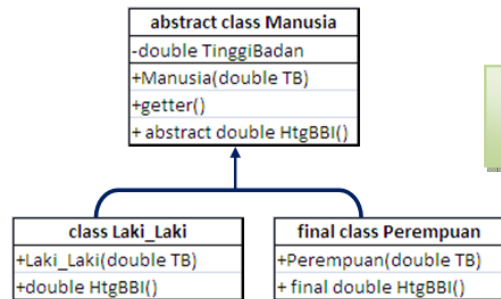 abstract class Manusia
-double TinggiBadan
+Manusia(double TB)
+getter()
+ abstract double HtgBBI()
class Laki_Laki
+Laki_Laki(double TB)
+double HtgBBI()
final class Perempuan
+Perempuan(double TB)
+ final double HtgBBI()